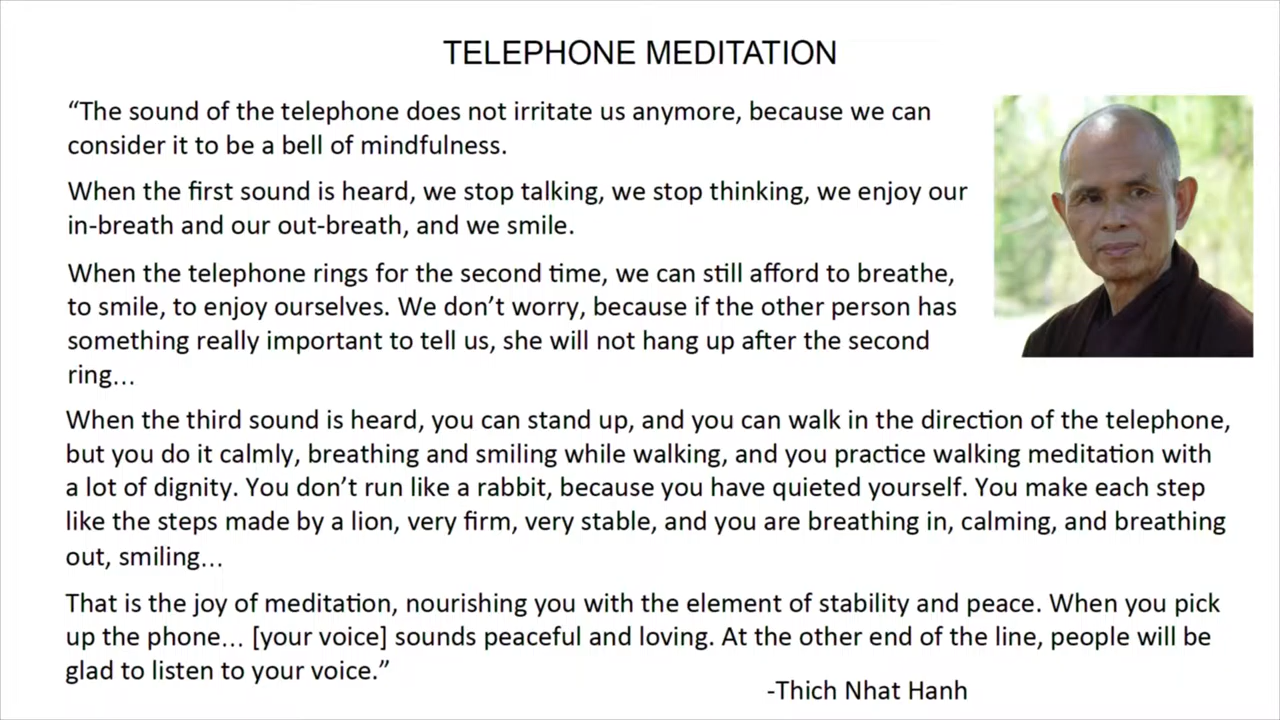 TELEPHONE MEDITATION
“The sound of the telephone does not irritate us anymore, because we can
consider it to be a bell of mindfulness.
When the first sound is heard, we stop talking, we stop thinking, we enjoy our
in-breath and our out-breath, and we smile.
When the telephone rings for the second time, we can still afford to breathe,
to smile, to enjoy ourselves. We don’t worry, because if the other person has
something really important to tell us, she will not hang up after the second
ring…
When the third sound is heard, you can stand up, and you can walk in the direction of the telephone,
but you do it calmly, breathing and smiling while walking, and you practice walking meditation with
a lot of dignity. You don’t run like a rabbit, because you have quieted yourself. You make each step
like the steps made by a lion, very firm, very stable, and you are breathing in, calming, and breathing
out, smiling…
That is the joy of meditation, nourishing you with the element of stability and peace. When you pick
up the phone… [your voice] sounds peaceful and loving. At the other end of the line, people will be
glad to listen to your voice.”
-Thich Nhat Hanh